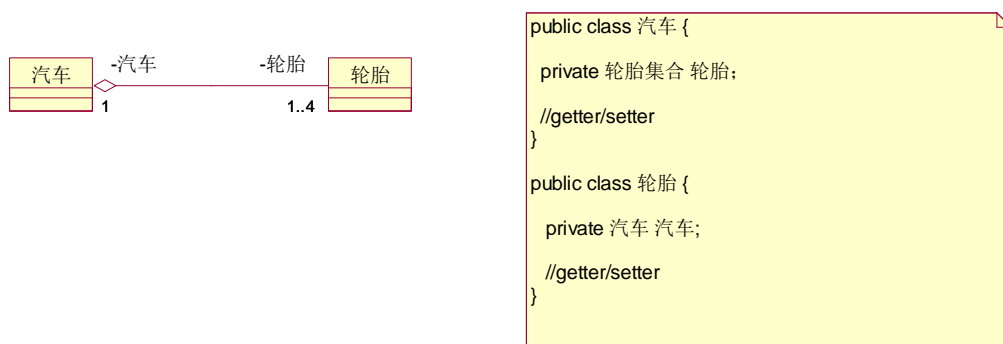 汽车
-汽车
-轮胎
轮胎
1
1..4
public class 汽车 {
private 轮胎集合 轮胎；
//getter/setter
}
public class 轮胎 {
private 汽车 汽车;
//getter/setter
}